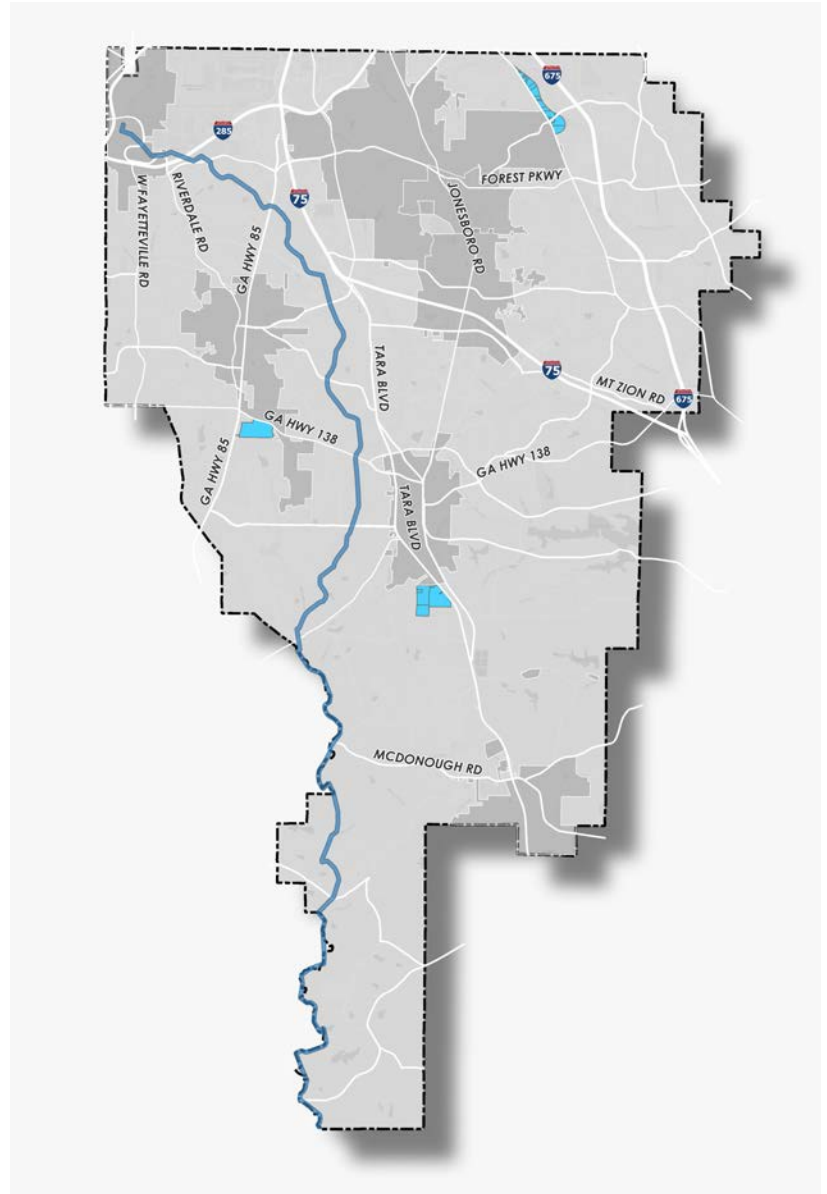 675
285
FOREST PKWY
W FAYETTEVILLE RD
RIVERDALE RD
75
JONESBORO RD
GA HWY 85
TARA BLVD
75
MT ZION RD
675
GA HWY 138
GA HWY 138
GA HWY 85
TARA BLVD
MCDONOUGH RD